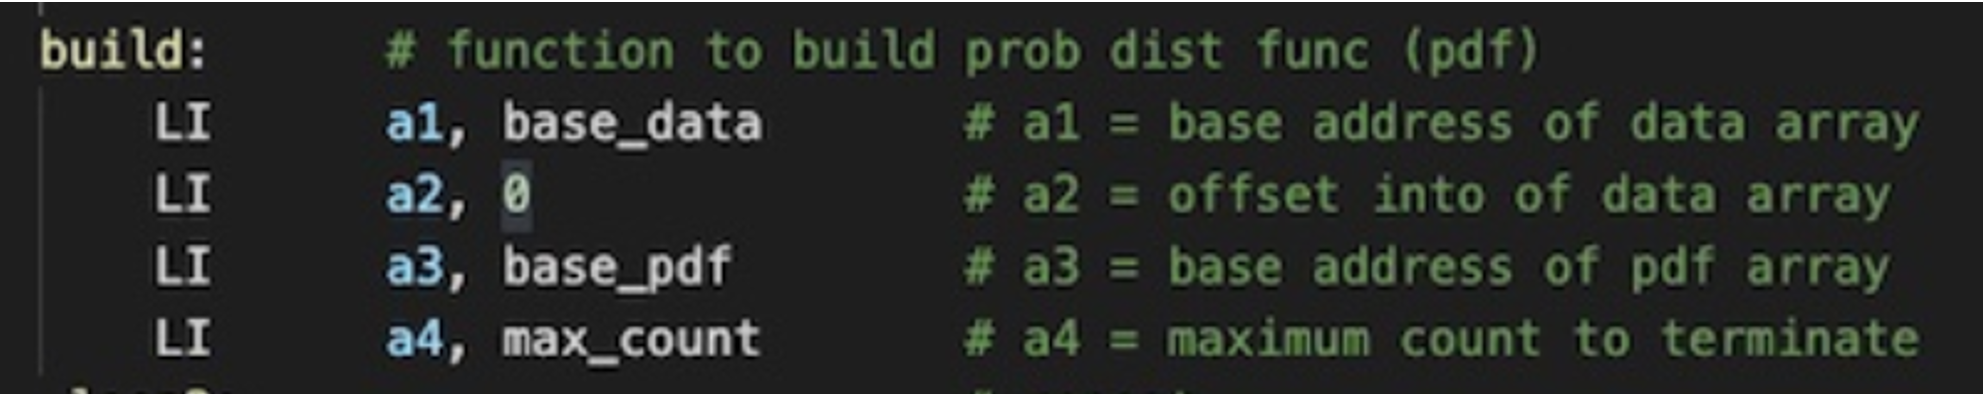 build: # function to build prob dist func (pdf)
LI a1, base_data # a1 = base address of data array
LI a2, 0 # a2 = offset into of data array
LI a3, base_pdf # a3 = base address of pdf array
LI a4, max_count # a4 = maximum count to terminate